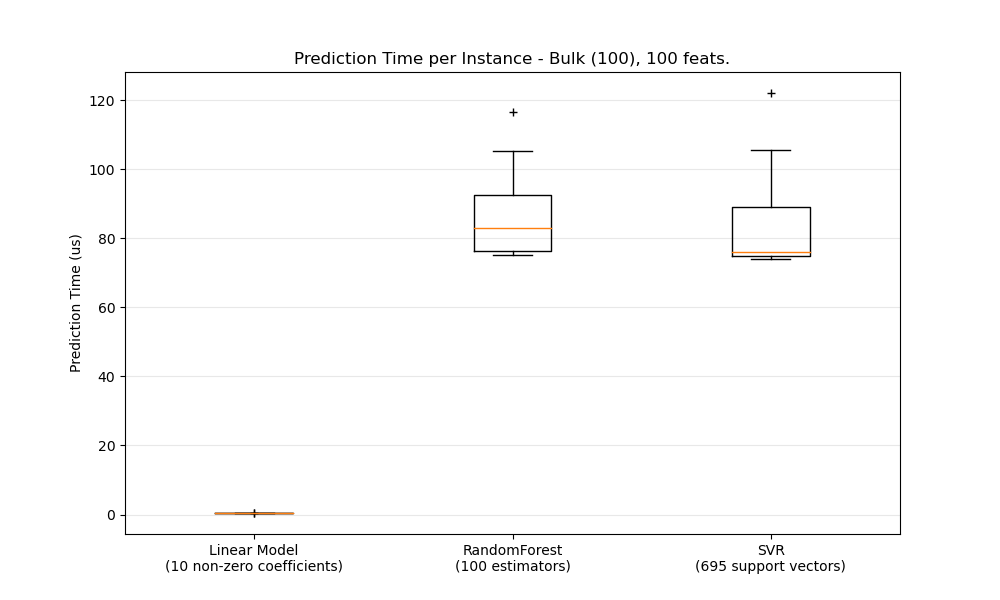 Prediction Time per Instance - Bulk (100), 100 feats.
Prediction Time (us)
120
100
80
60
40
20
0
Linear Model
(10 non-zero coefficients)
RandomForest
(100 estimators)
SVR
(695 support vectors)